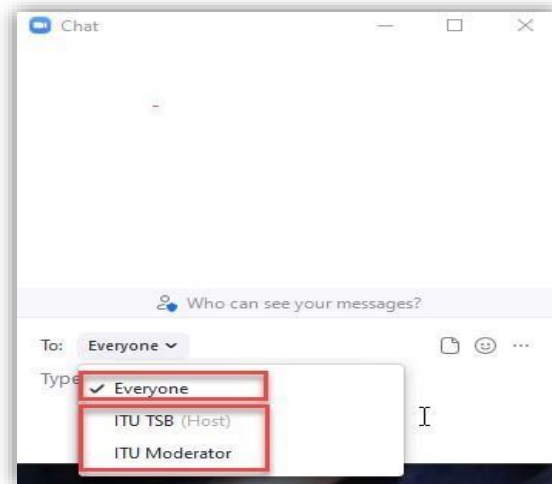 Chat
Who can see your messages?
To: Everyone
Type
Everyone
ITU TSB (Host)
ITU Moderator